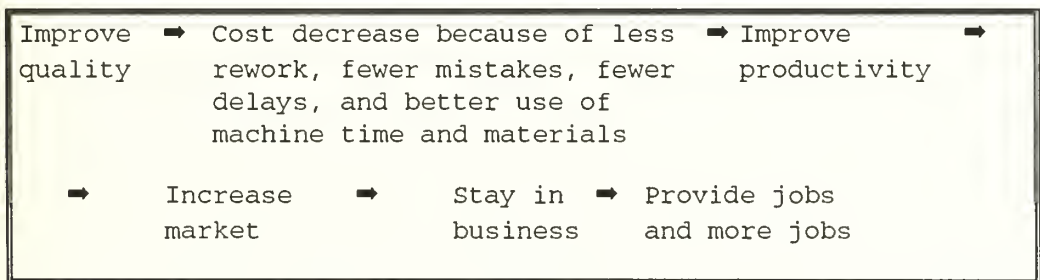 Improve ➡ Cost decrease because of less ➡ Improve ➡
quality rework, fewer mistakes, fewer productivity
delays, and better use of
machine time and materials
➡ Increase ➡ Stay in ➡ Provide jobs
market business and more jobs